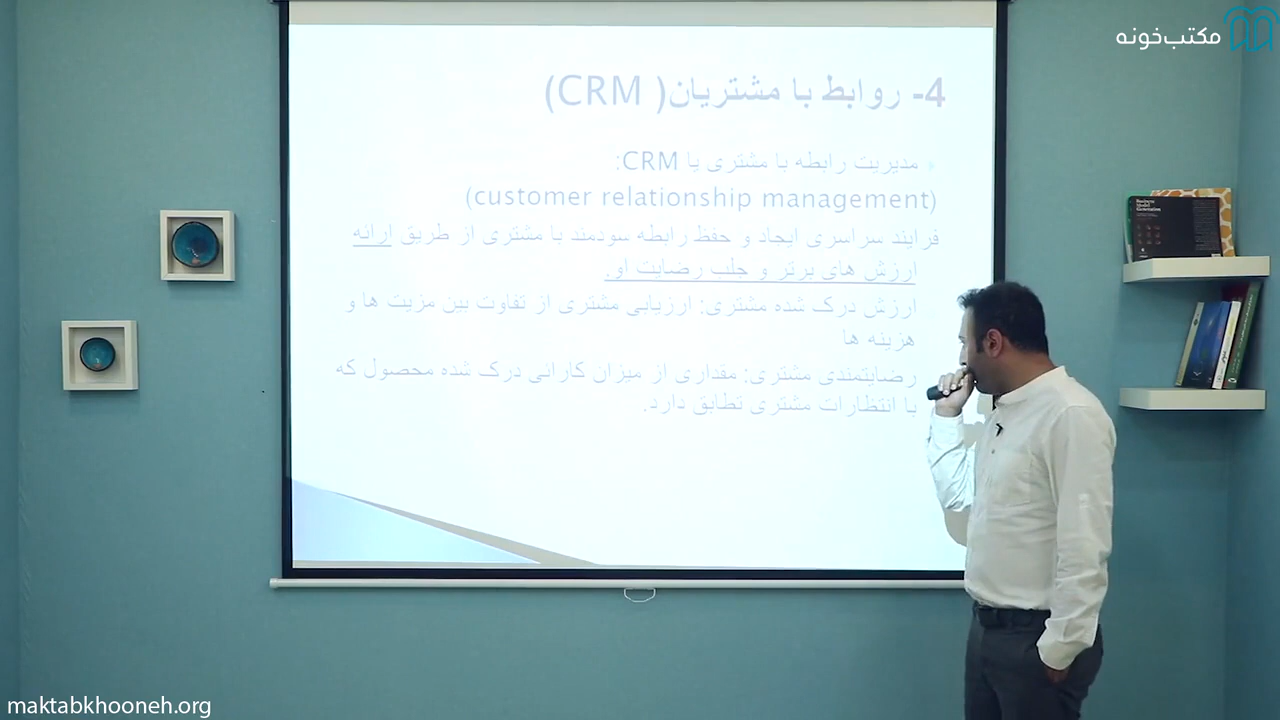 مکتب‌خونه
4- روابط با مشتریان( CRM)
مدیریت رابطه با مشتری یا CRM:
(customer relationship management)
فرایند سراسری ایجاد و حفظ رابطه سودمند با مشتری از طریق ارائه
ارزش های برتر و جلب رضایت او.
ارزش درک شده مشتری: ارزیابی مشتری از تفاوت بین مزیت ها و
هزینه ها
رضایتمندی مشتری: مقداری از میزان کارائی درک شده محصول که
با انتظارات مشتری تطابق دارد.
Business
Model
Generation
maktabkhooneh.org